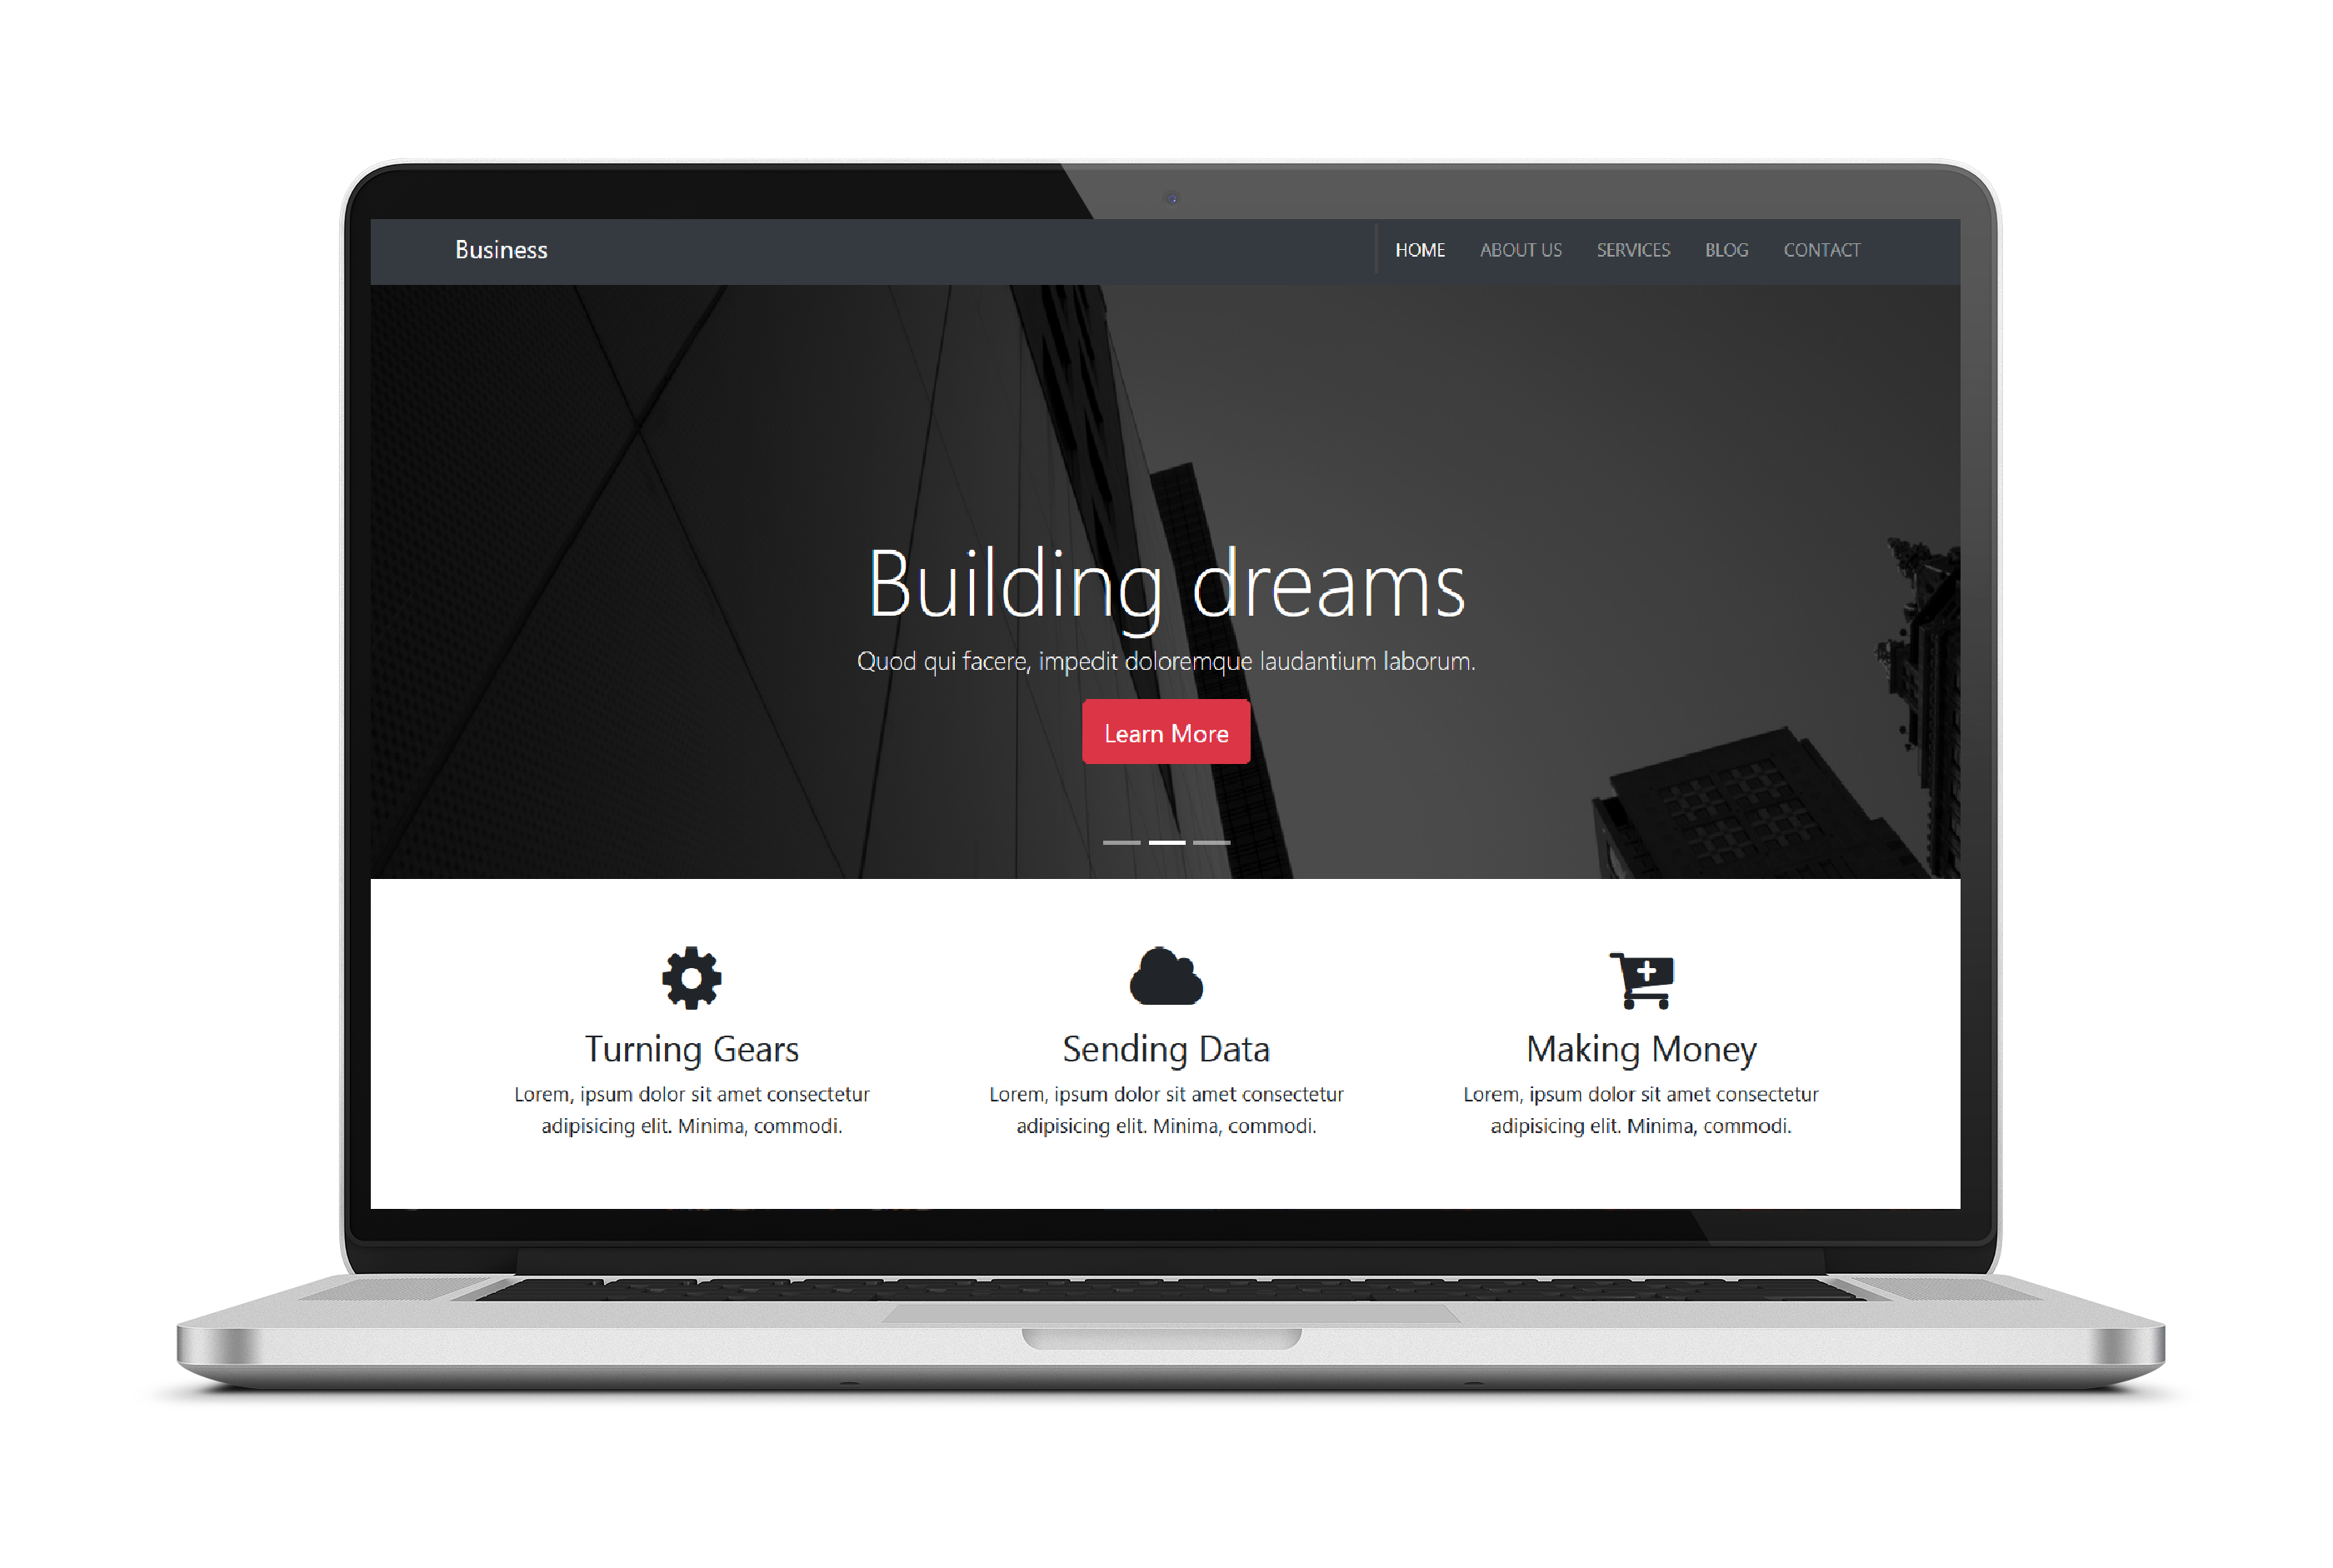 Business
HOME ABOUT US SERVICES BLOG CONTACT
Building dreams
Quod qui facere, impedit doloremque laudantium laborum.
Learn More
Turning Gears
Lorem, ipsum dolor sit amet consectetur
adipisicing elit. Minima, commodi.
Sending Data
Lorem, ipsum dolor sit amet consectetur
adipisicing elit. Minima, commodi.
Making Money
Lorem, ipsum dolor sit amet consectetur
adipisicing elit. Minima, commodi.